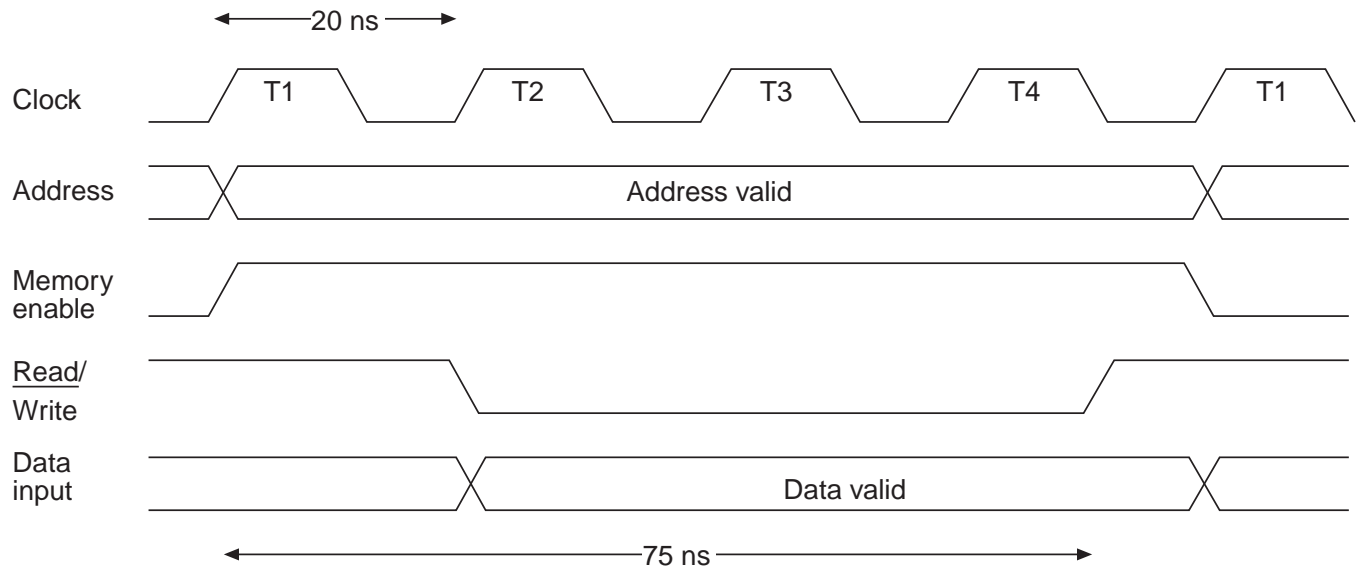 20 ns
Clock
T1
T2
T3
T4
T1
Address
Address valid
Memory
enable
Read/
Write
Data
input
Data valid
75 ns